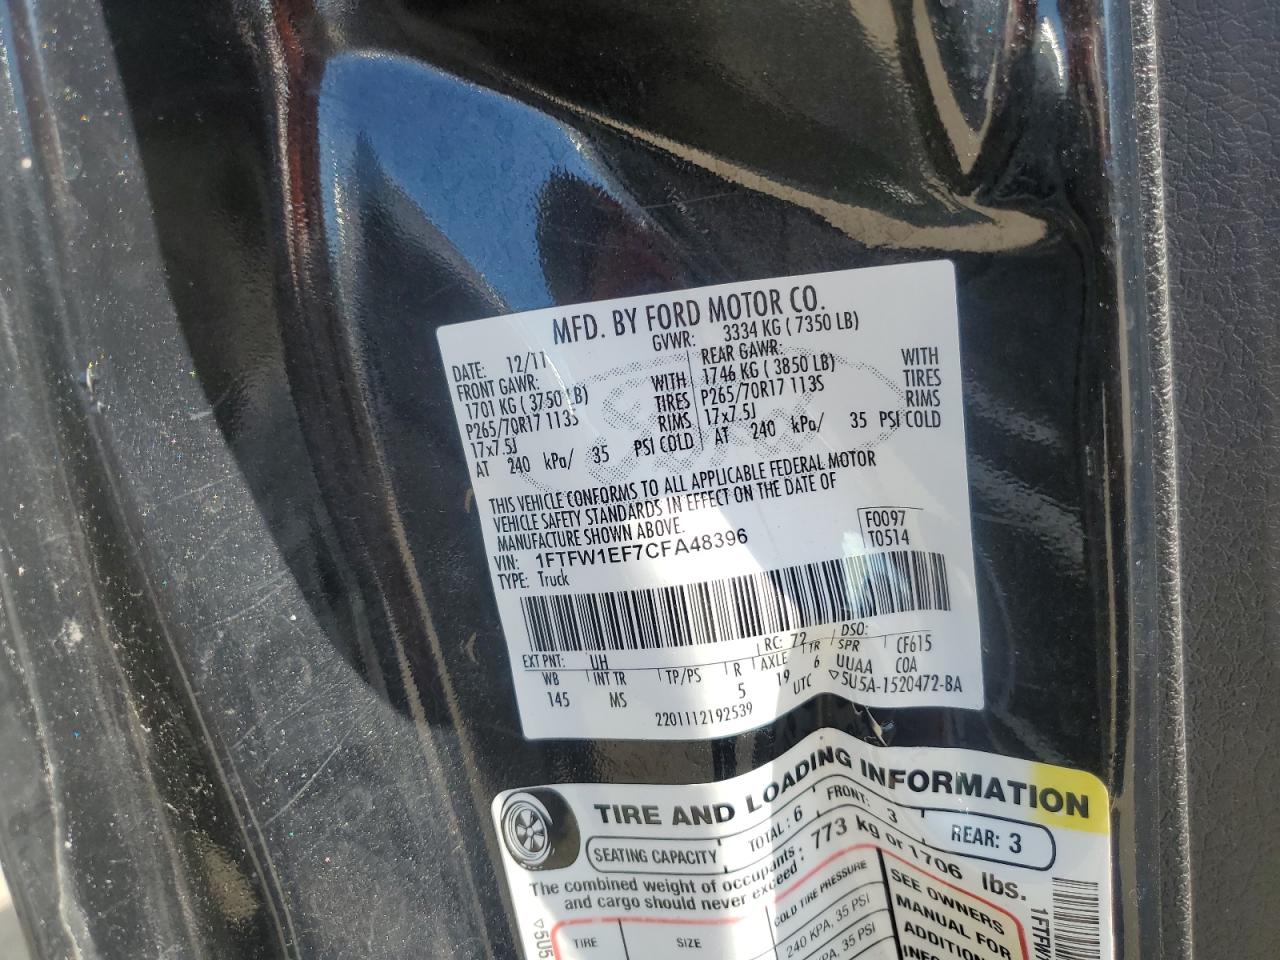 MFD. BY FORD MOTOR CO.
DATE: 12/11 GVWR: 3334 KG ( 7350 LB)
FRONT GAWR: REAR GAWR:
1701 KG ( 3750 LB) WITH 1746 KG ( 3850 LB) WITH
P265/70R17 113S TIRES P265/70R17 113S TIRES
17x7.5J RIMS 17x7.5J RIMS
AT 240 kPa/ 35 PSI COLD AT 240 kPa/ 35 PSI COLD
THIS VEHICLE CONFORMS TO ALL APPLICABLE FEDERAL MOTOR
VEHICLE SAFETY STANDARDS IN EFFECT ON THE DATE OF
MANUFACTURE SHOWN ABOVE.
VIN: 1FTFW1EF7CFA48396 F0097
TYPE: Truck T0514
EXT PNT: UH RC: 72 DSO:
WB INT TR TP/PS R AXLE TR SPR CF615
145 MS 5 19 6 UUAA COA
2201112192539 UTC ▽5U5A-1520472-BA
TIRE AND LOADING INFORMATION
SEATING CAPACITY TOTAL: 6 FRONT: 3 REAR: 3
The combined weight of occupants
and cargo should never exceed : 773 kg or 1706 lbs.
TIRE SIZE COLD TIRE PRESSURE SEE OWNERS
240 KPA, 35 PSI MANUAL FOR
KPA, 35 PSI ADDITION
▽5U5
1FTFW